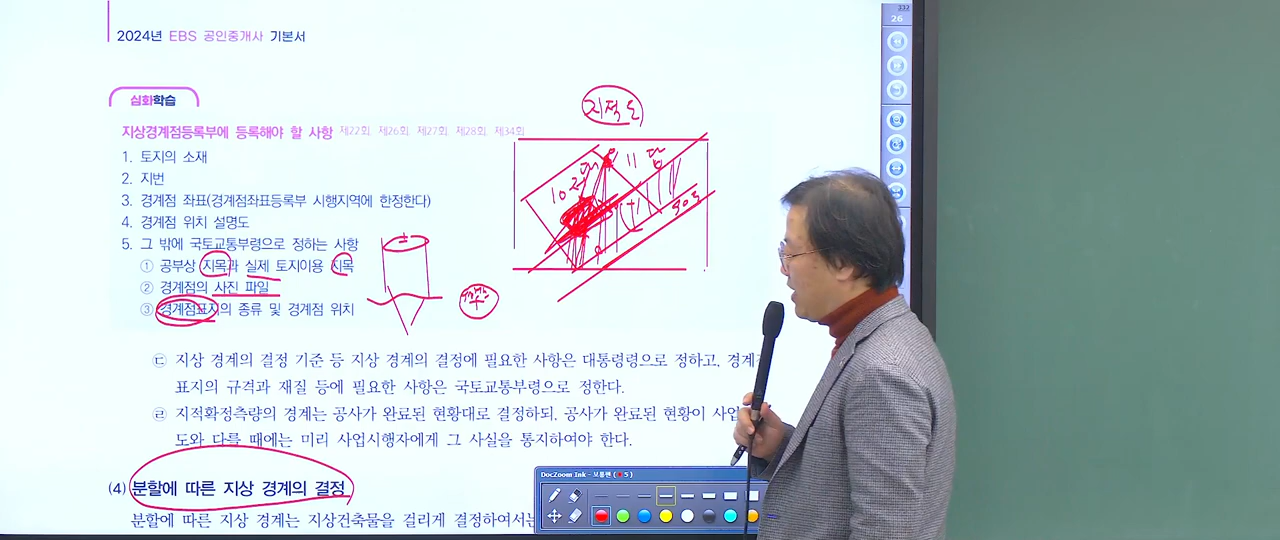 332
26
2024년 EBS 공인중개사 기본서
심화학습
지상경계점등록부에 등록해야 할 사항 제22회, 제26회, 제27회, 제28회, 제34회
1. 토지의 소재
2. 지번
3. 경계점 좌표(경계점좌표등록부 시행지역에 한정한다)
4. 경계점 위치 설명도
5. 그 밖에 국토교통부령으로 정하는 사항
① 공부상 지목과 실제 토지이용 지목
② 경계점의 사진 파일
③ 경계점표지의 종류 및 경계점 위치
지적도
10 전
11 답
㉢ 지상 경계의 결정 기준 등 지상 경계의 결정에 필요한 사항은 대통령령으로 정하고, 경계점
표지의 규격과 재질 등에 필요한 사항은 국토교통부령으로 정한다.
㉣ 지적확정측량의 경계는 공사가 완료된 현황대로 결정하되, 공사가 완료된 현황이 사업
도와 다를 때에는 미리 사업시행자에게 그 사실을 통지하여야 한다.
(4) 분할에 따른 지상 경계의 결정
분할에 따른 지상 경계는 지상건축물을 걸리게 결정하여서는
DocZoom Ink - 보통펜 ( 5 )